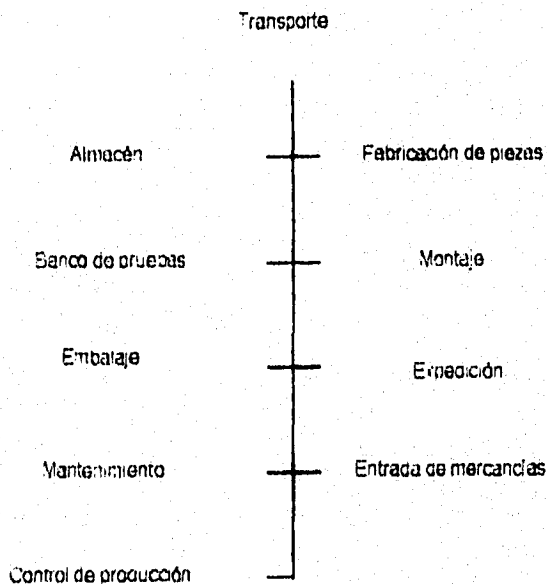 Transporte
Almacén
Fabricación de piezas
Banco de pruebas
Montaje
Embalaje
Expedición
Mantenimiento
Entrada de mercancías
Control de producción